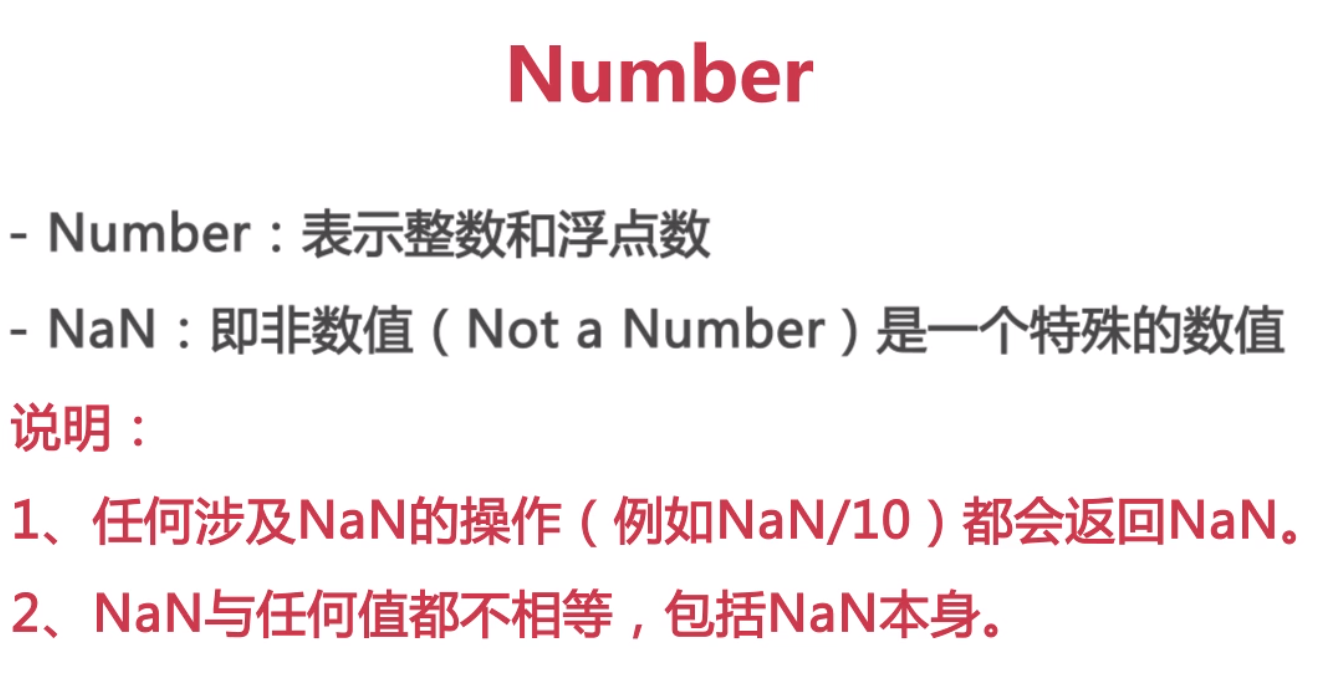 Number
- Number：表示整数和浮点数
- NaN：即非数值（Not a Number）是一个特殊的数值
说明：
1、任何涉及NaN的操作（例如NaN/10）都会返回NaN。
2、NaN与任何值都不相等，包括NaN本身。